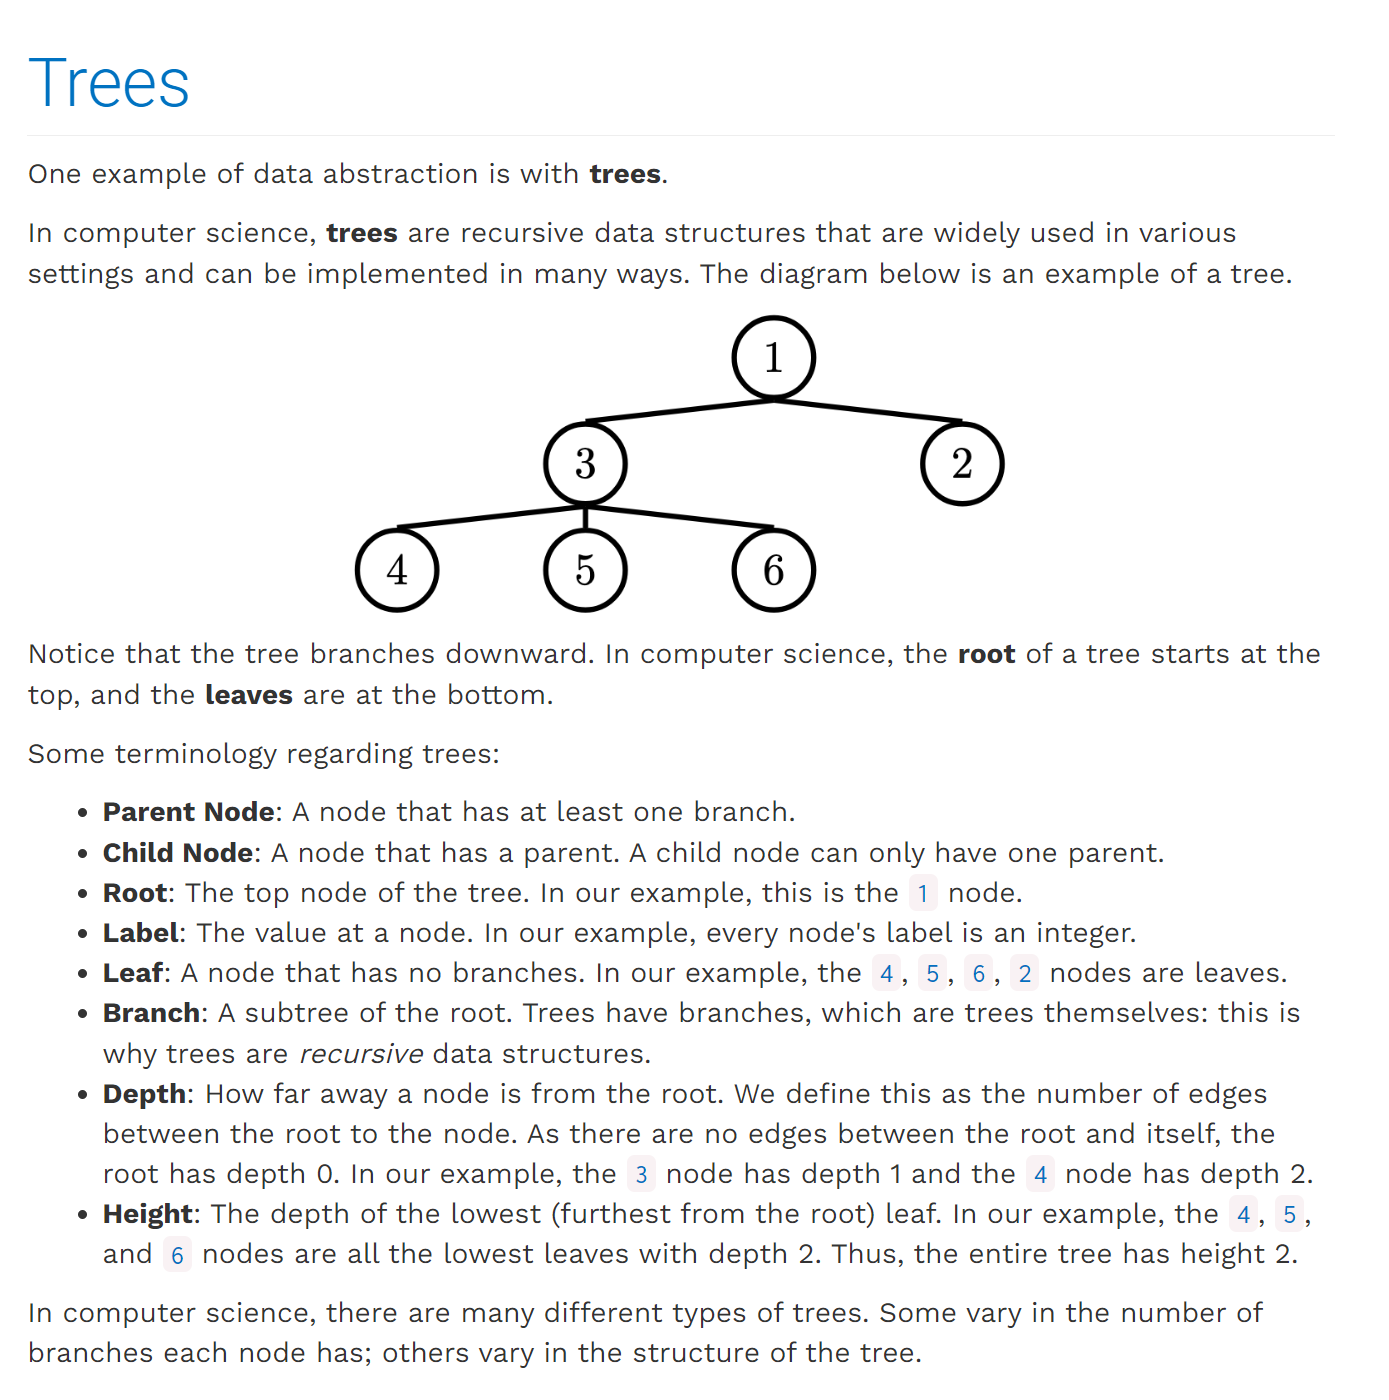 Trees
One example of data abstraction is with trees.
In computer science, trees are recursive data structures that are widely used in various
settings and can be implemented in many ways. The diagram below is an example of a tree.
1
3 2
4 5 6
Notice that the tree branches downward. In computer science, the root of a tree starts at the
top, and the leaves are at the bottom.
Some terminology regarding trees:
• Parent Node: A node that has at least one branch.
• Child Node: A node that has a parent. A child node can only have one parent.
• Root: The top node of the tree. In our example, this is the 1 node.
• Label: The value at a node. In our example, every node's label is an integer.
• Leaf: A node that has no branches. In our example, the 4, 5, 6, 2 nodes are leaves.
• Branch: A subtree of the root. Trees have branches, which are trees themselves: this is
why trees are recursive data structures.
• Depth: How far away a node is from the root. We define this as the number of edges
between the root to the node. As there are no edges between the root and itself, the
root has depth 0. In our example, the 3 node has depth 1 and the 4 node has depth 2.
• Height: The depth of the lowest (furthest from the root) leaf. In our example, the 4, 5,
and 6 nodes are all the lowest leaves with depth 2. Thus, the entire tree has height 2.
In computer science, there are many different types of trees. Some vary in the number of
branches each node has; others vary in the structure of the tree.